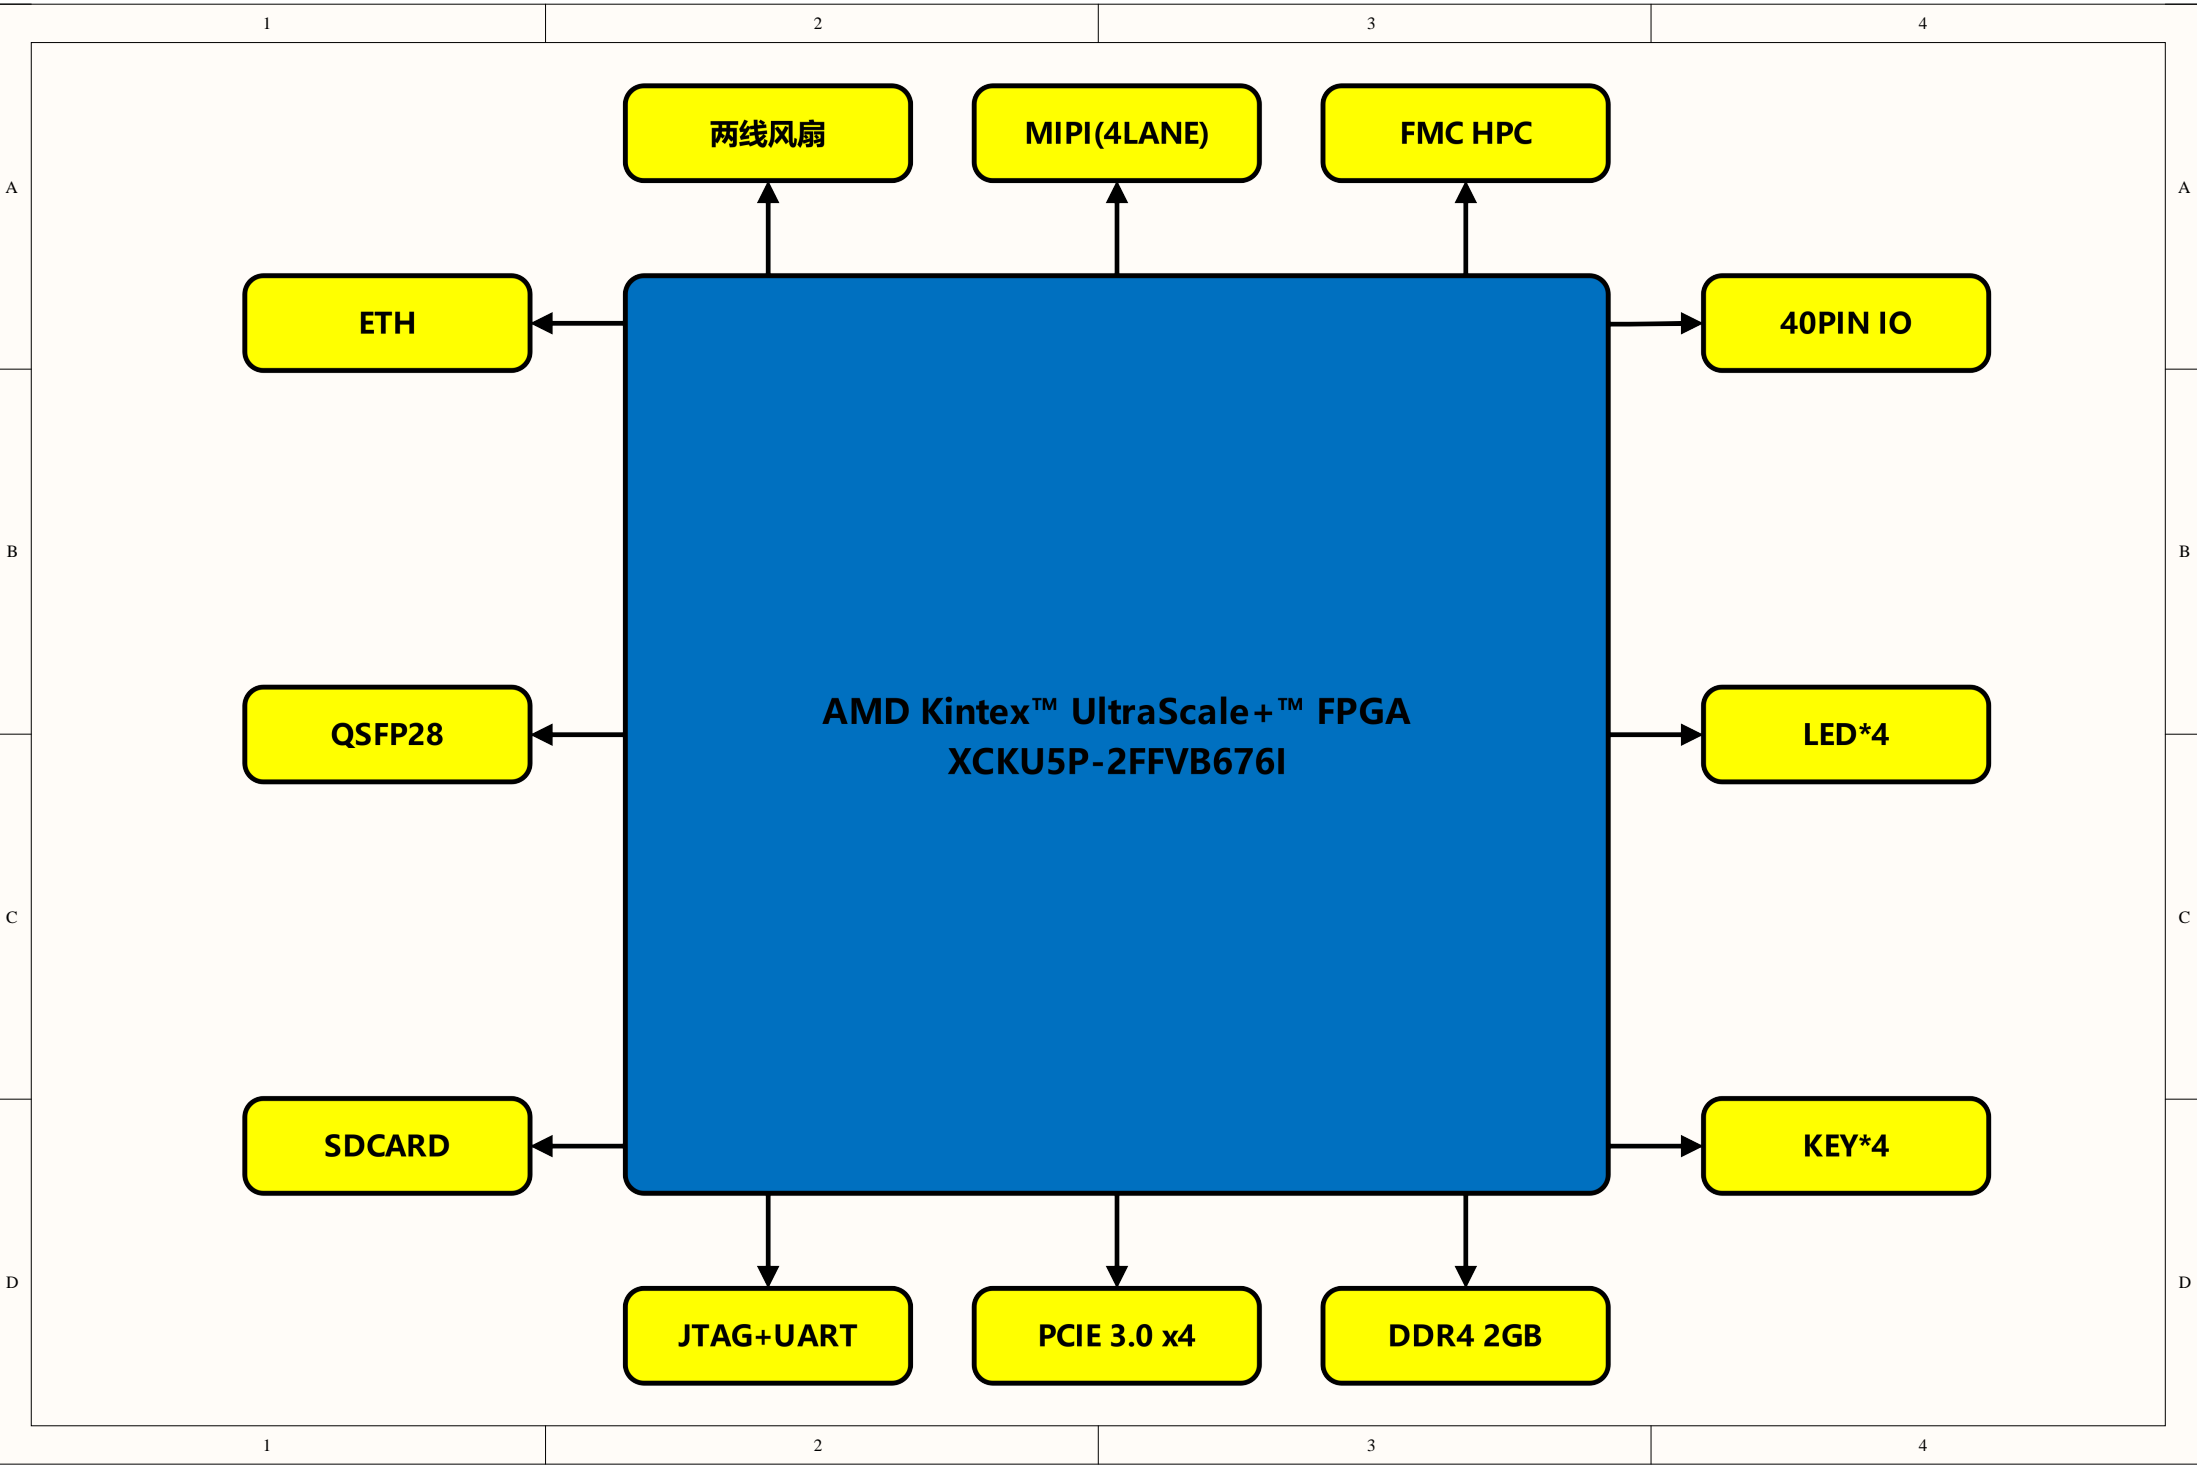 1 2 3 4
两线风扇 MIPI(4LANE) FMC HPC
A A
ETH 40PIN IO
B B
AMD Kintex™ UltraScale+™ FPGA
XCKU5P-2FFVB676I
QSFP28 LED*4
C C
SDCARD KEY*4
D D
JTAG+UART PCIE 3.0 x4 DDR4 2GB
1 2 3 4